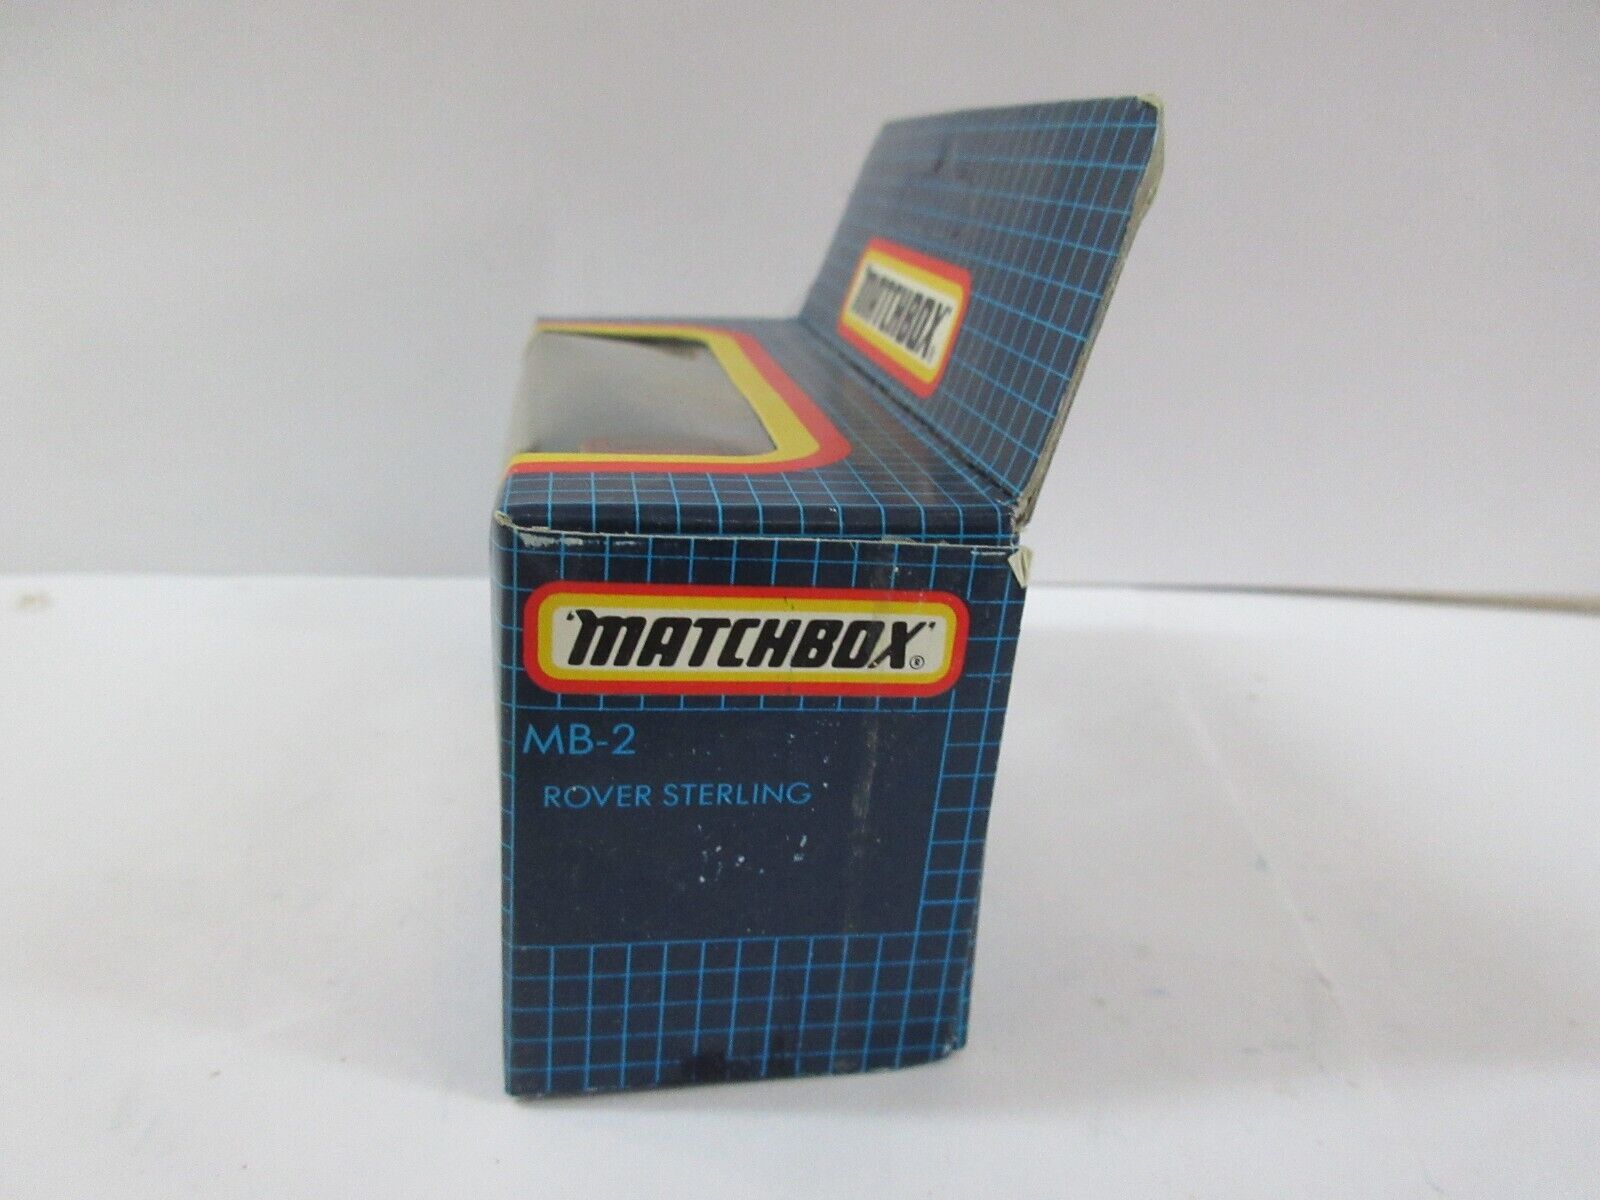 "MATCHBOX"
"MATCHBOX"®
MB-2
ROVER STERLING